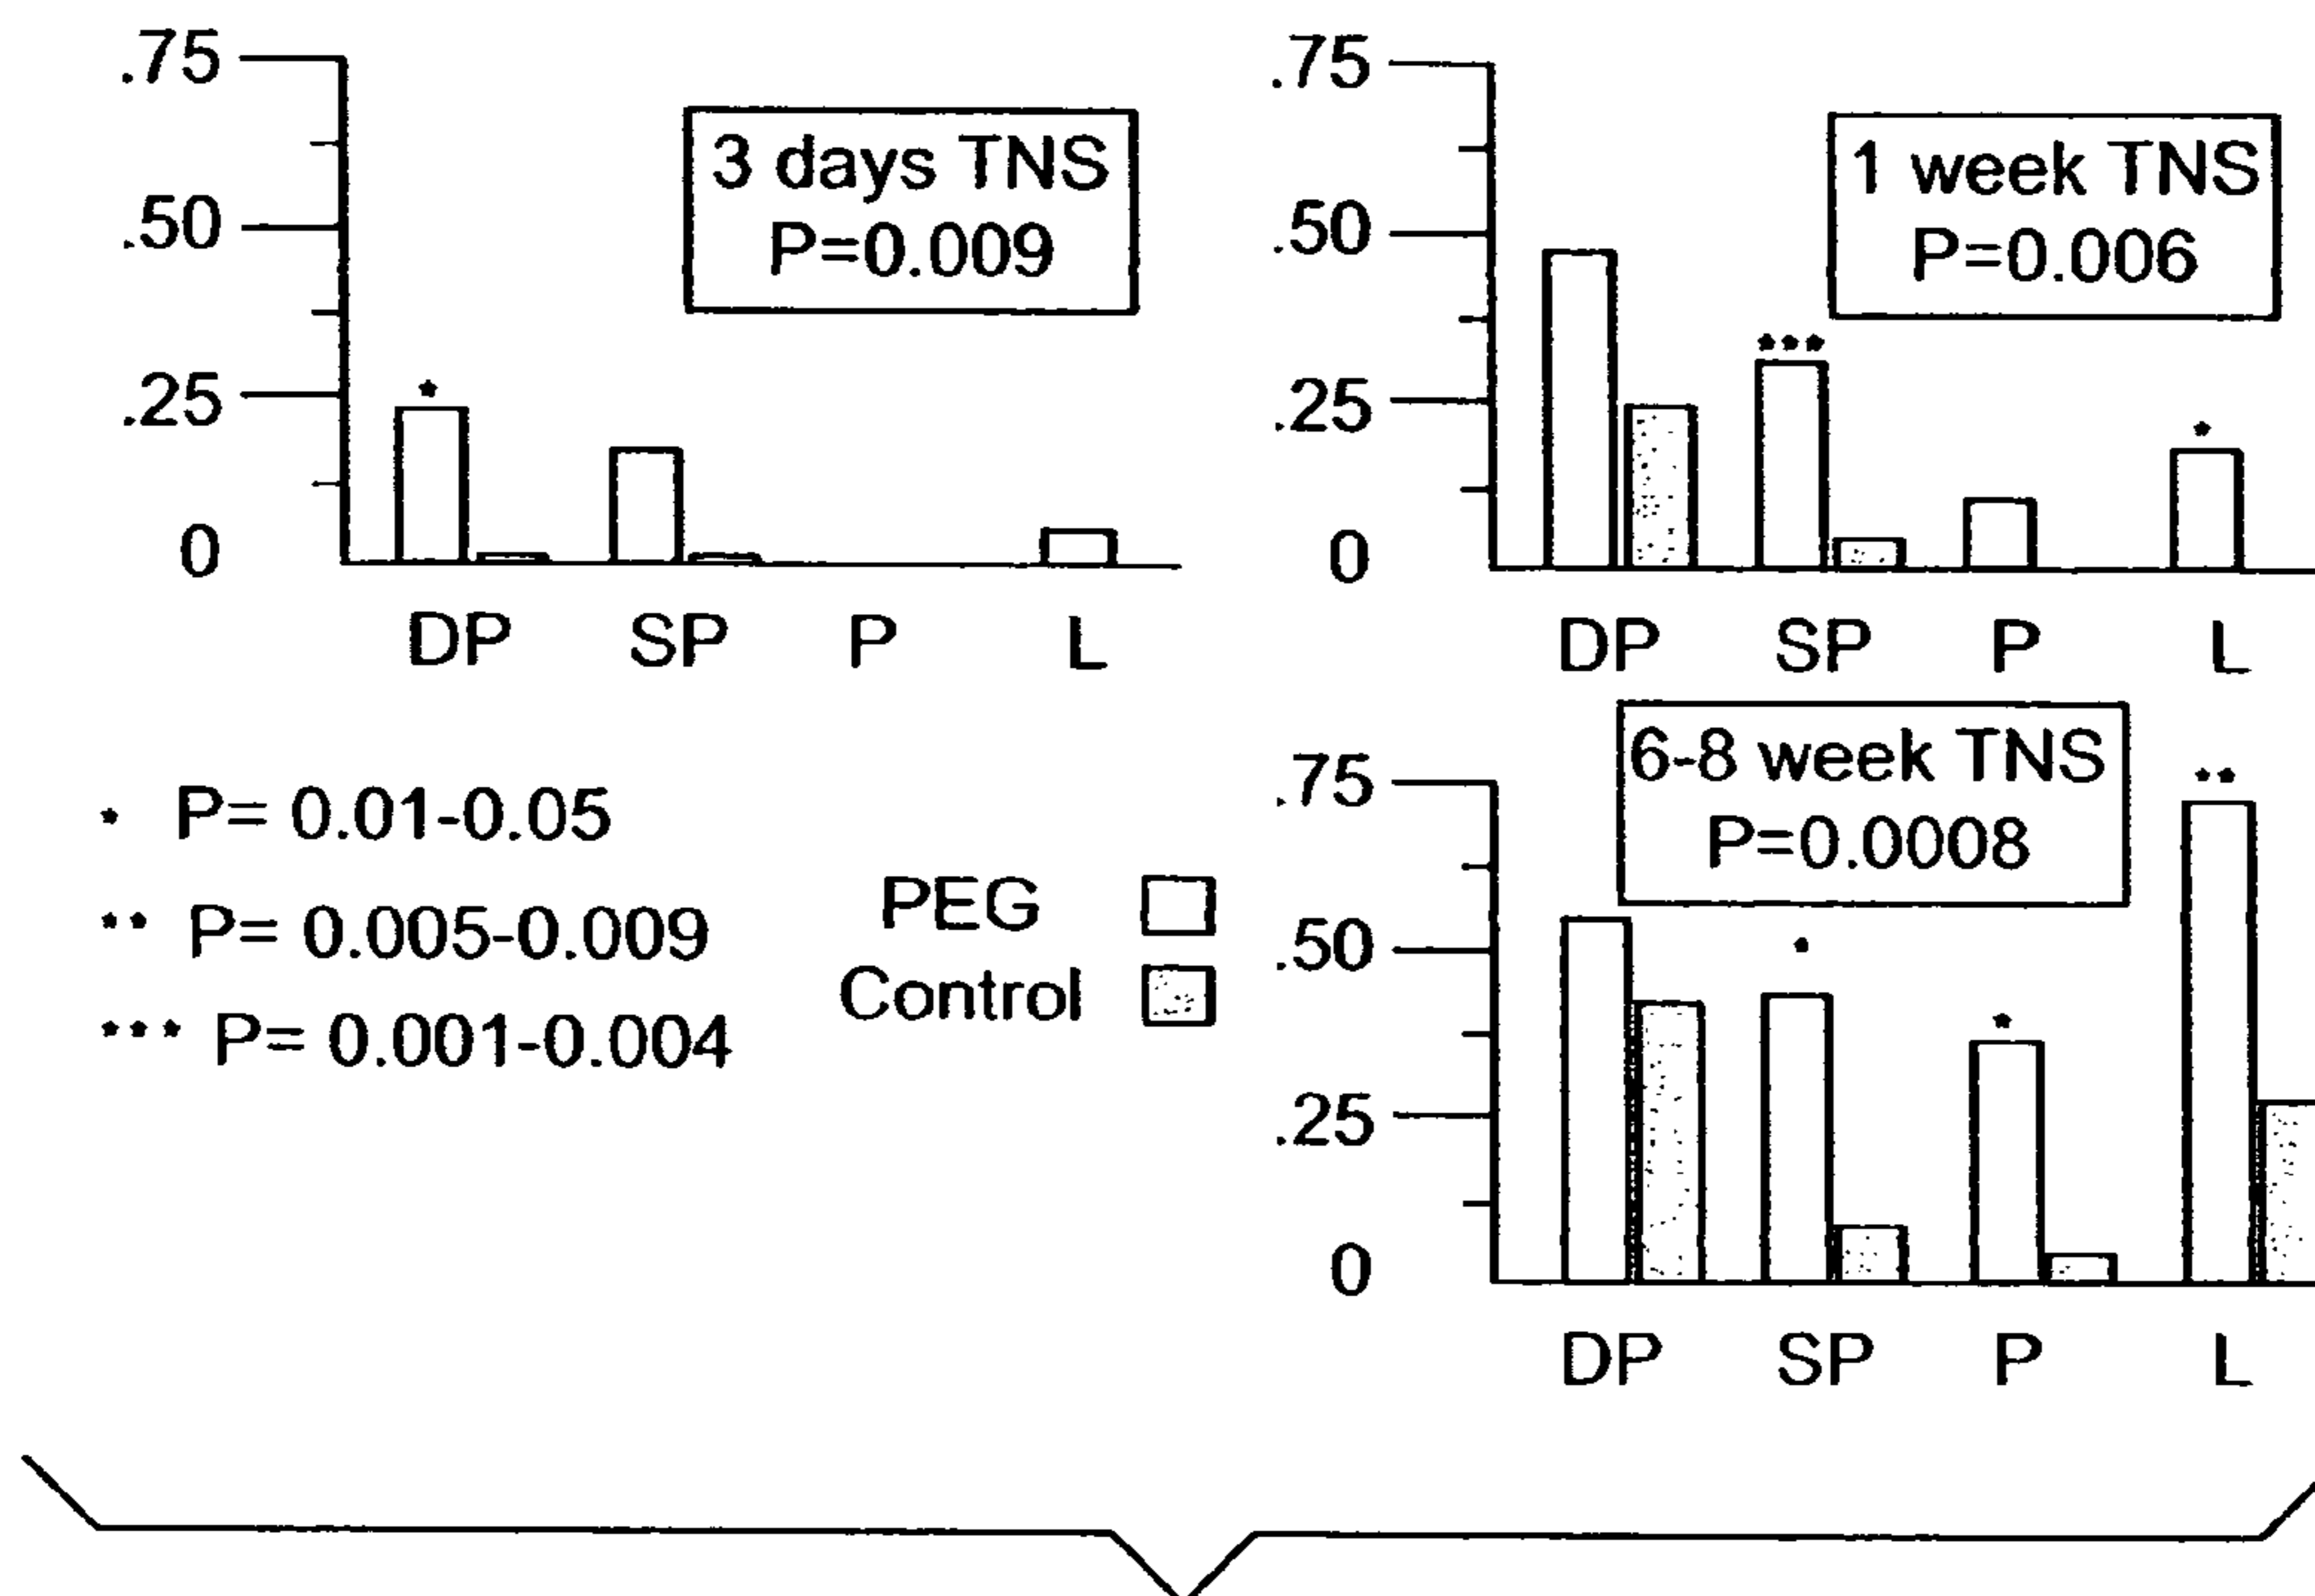 .75
.50
.25
0
3 days TNS
P=0.009
DP SP P L
.75
.50
.25
0
1 week TNS
P=0.006
DP SP P L
* P= 0.01-0.05
** P= 0.005-0.009
*** P= 0.001-0.004
PEG
Control
.75
.50
.25
0
6-8 week TNS
P=0.0008
DP SP P L
*
***
*
*
*
**